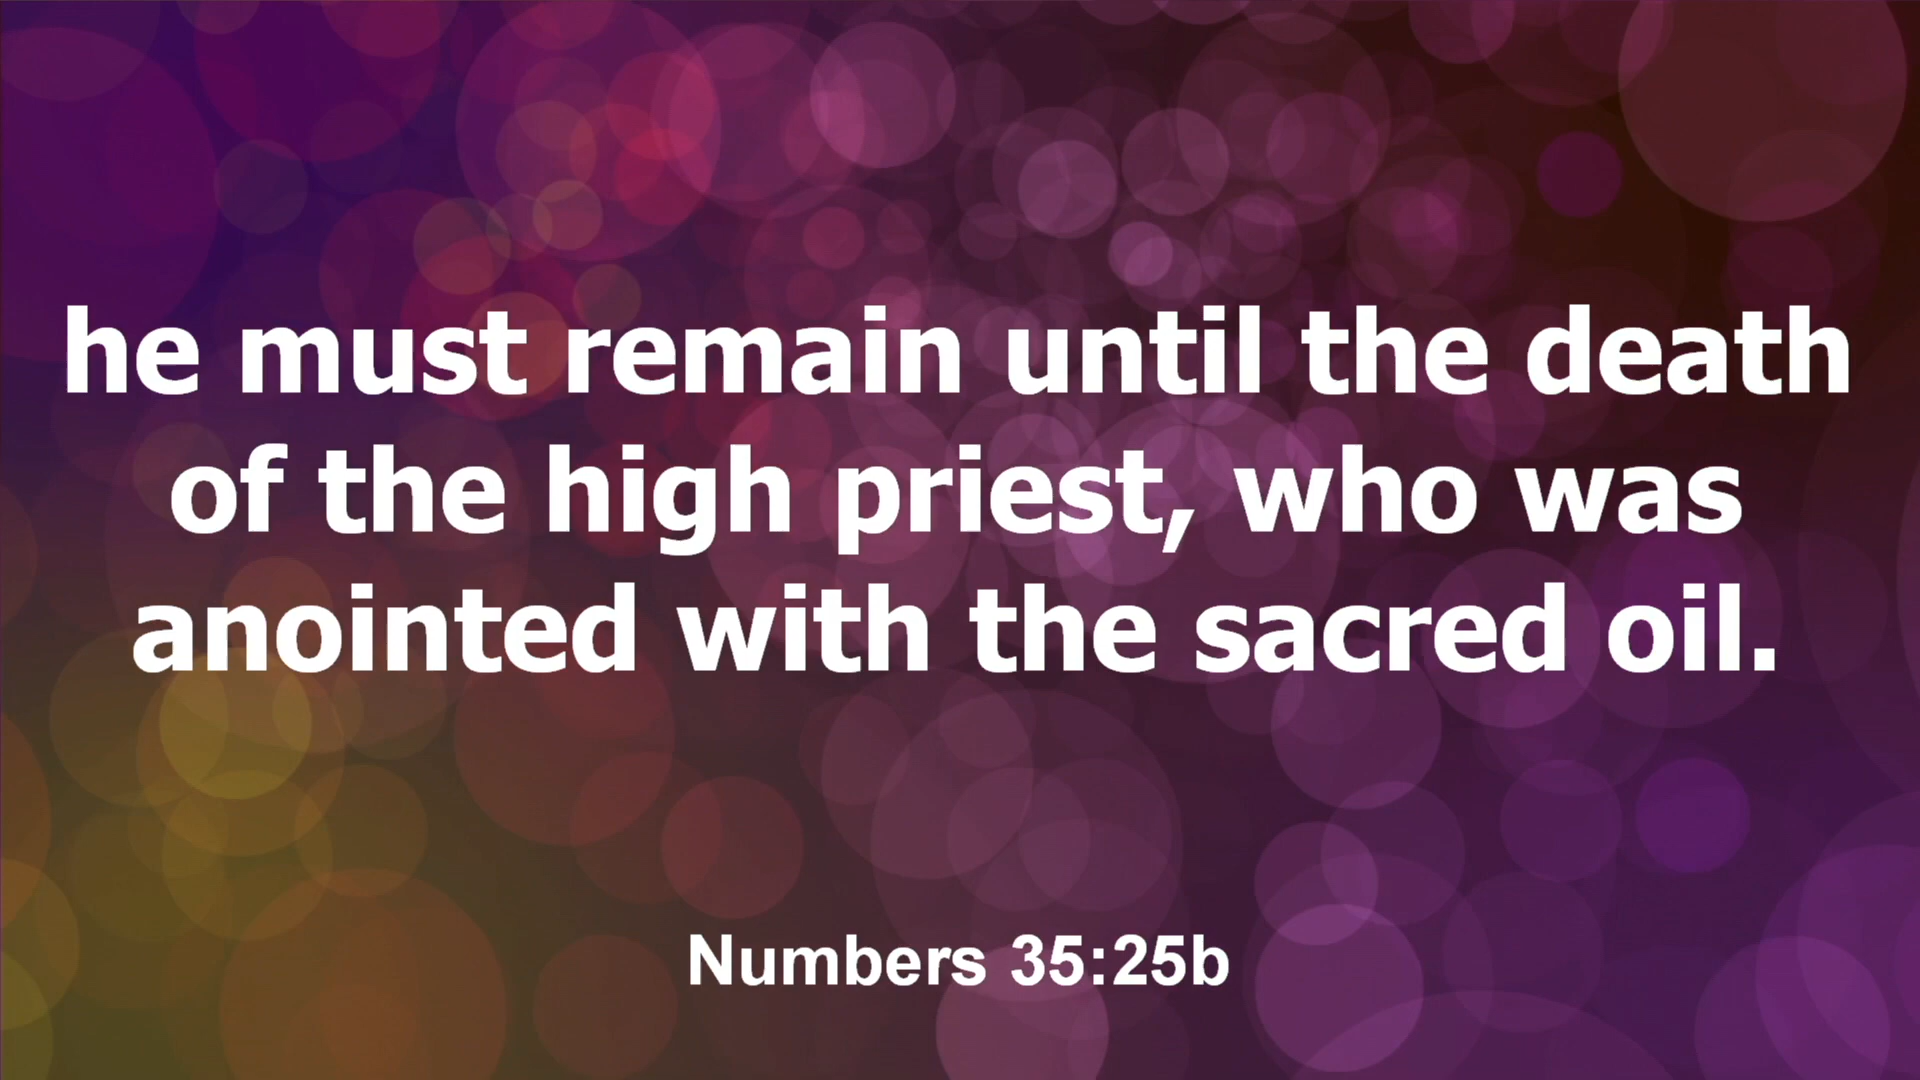 he must remain until the death
of the high priest, who was
anointed with the sacred oil.
Numbers 35:25b